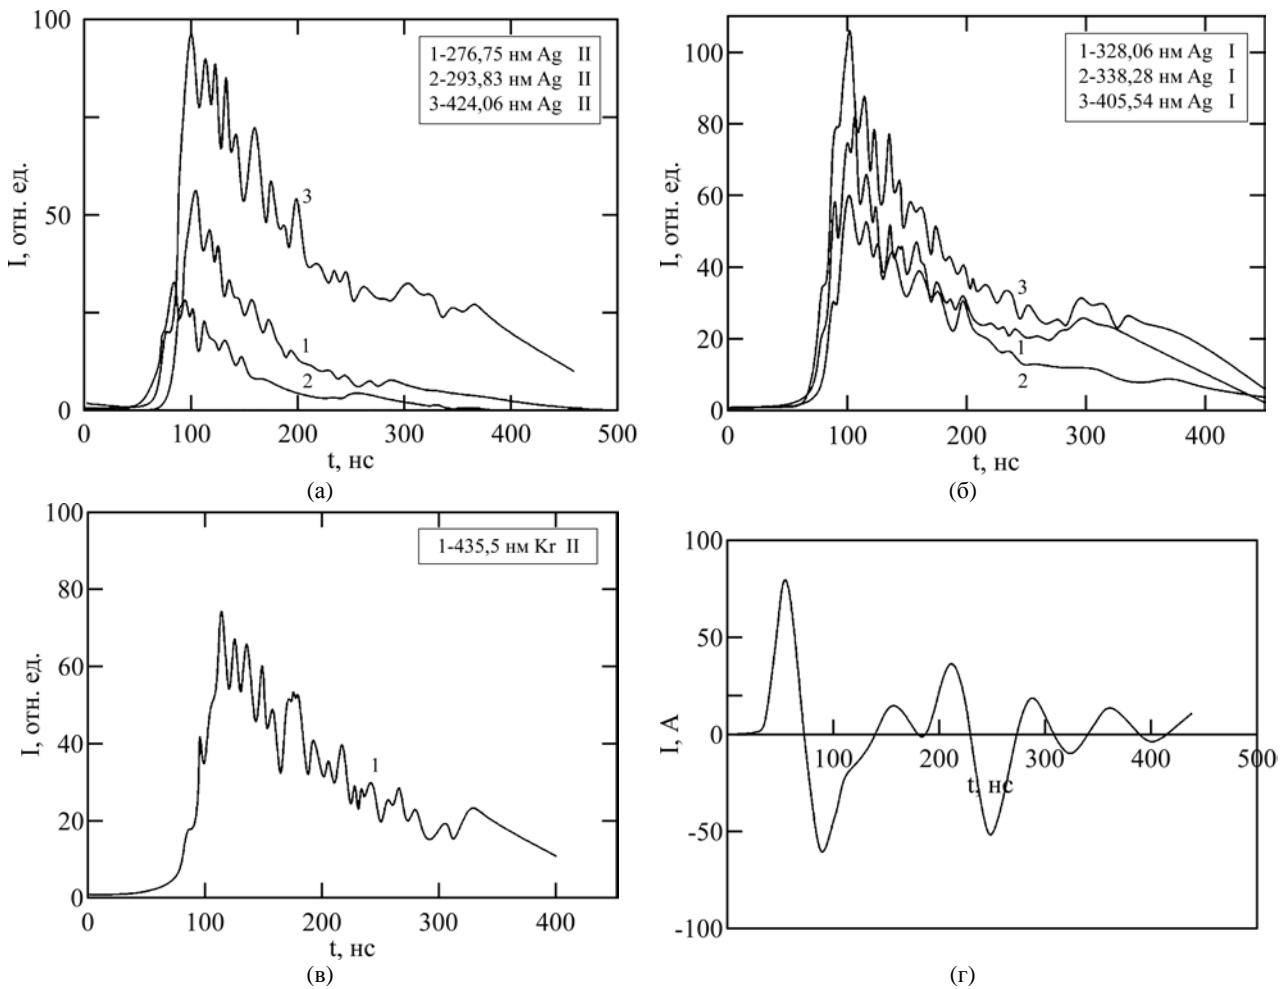 100
50
0
I, отн. ед.
1-276,75 нм Ag II
2-293,83 нм Ag II
3-424,06 нм Ag II
3
1
2
0 100 200 300 400 500
t, нс
(а)
100
80
60
40
20
0
I, отн. ед.
1-328,06 нм Ag I
2-338,28 нм Ag I
3-405,54 нм Ag I
3
1
2
0 100 200 300 400
t, нс
(б)
100
80
60
40
20
0
I, отн. ед.
1-435,5 нм Kr II
1
0 100 200 300 400
t, нс
(в)
100
50
0
-50
-100
I, А
100 200 300 400 500
t, нс
(г)